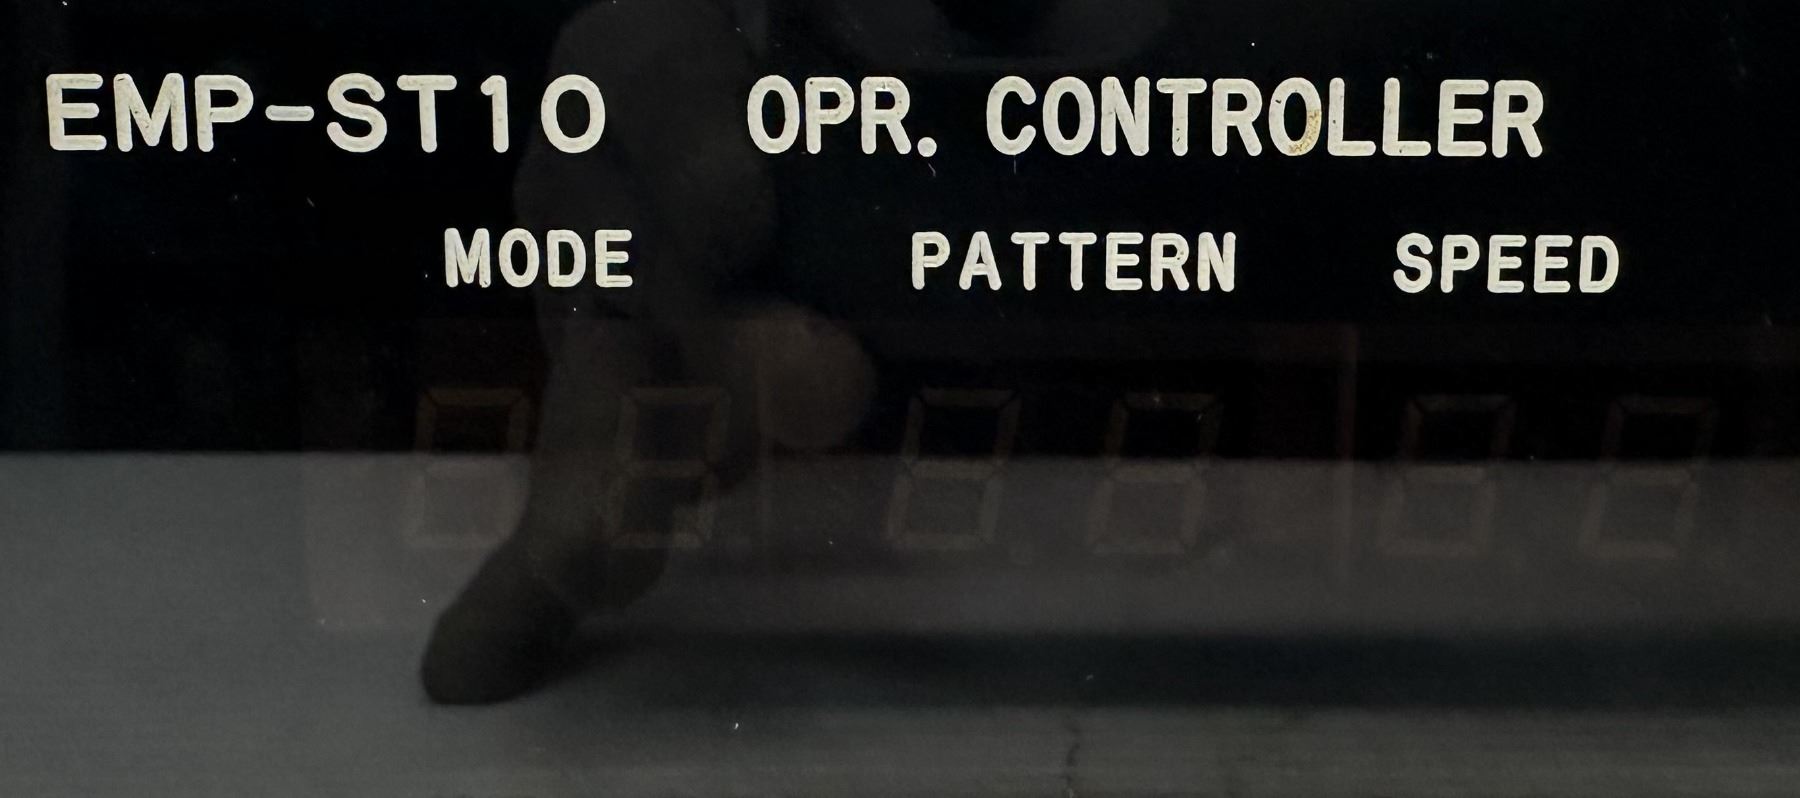 EMP-ST10 OPR. CONTROLLER
MODE PATTERN SPEED